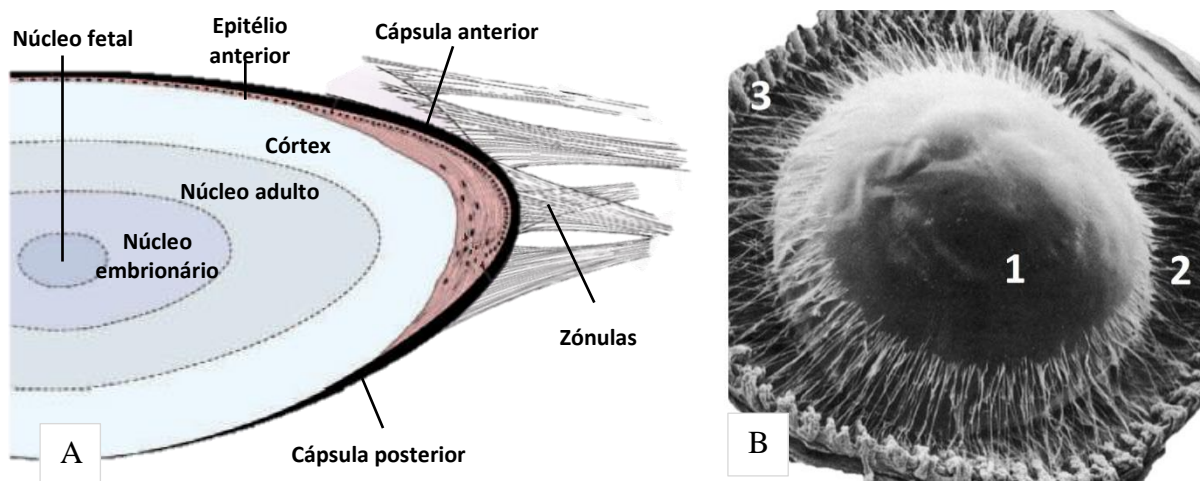 Núcleo fetal
Epitélio
anterior
Cápsula anterior
Córtex
Núcleo adulto
Núcleo
embrionário
Zónulas
Cápsula posterior
A
3
1
2
B